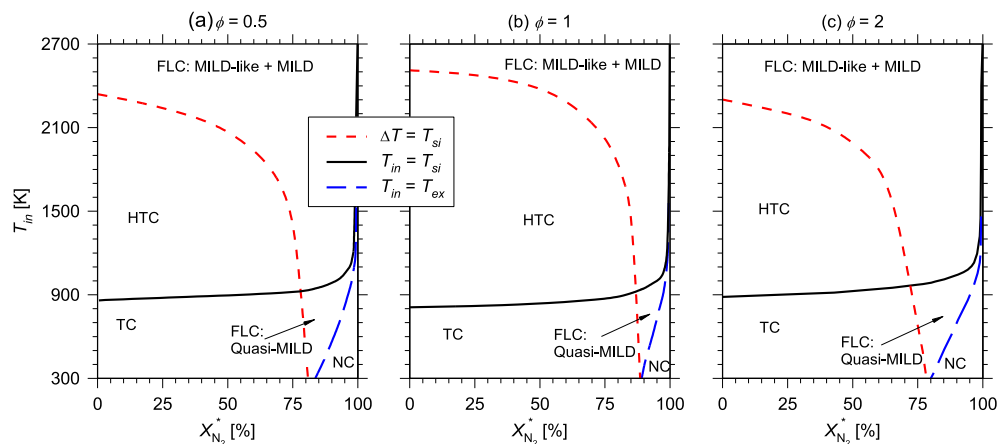 (a) ϕ = 0.5
(b) ϕ = 1
(c) ϕ = 2
T_in [K]
2700
2100
1500
900
300
FLC: MILD-like + MILD
HTC
TC
FLC:
Quasi-MILD
NC
0 25 50 75 100
X*_N₂ [%]
ΔT = T_si
T_in = T_si
T_in = T_ex
FLC: MILD-like + MILD
HTC
TC
FLC:
Quasi-MILD
NC
0 25 50 75 100
X*_N₂ [%]
FLC: MILD-like + MILD
HTC
TC
FLC:
Quasi-MILD
NC
0 25 50 75 100
X*_N₂ [%]